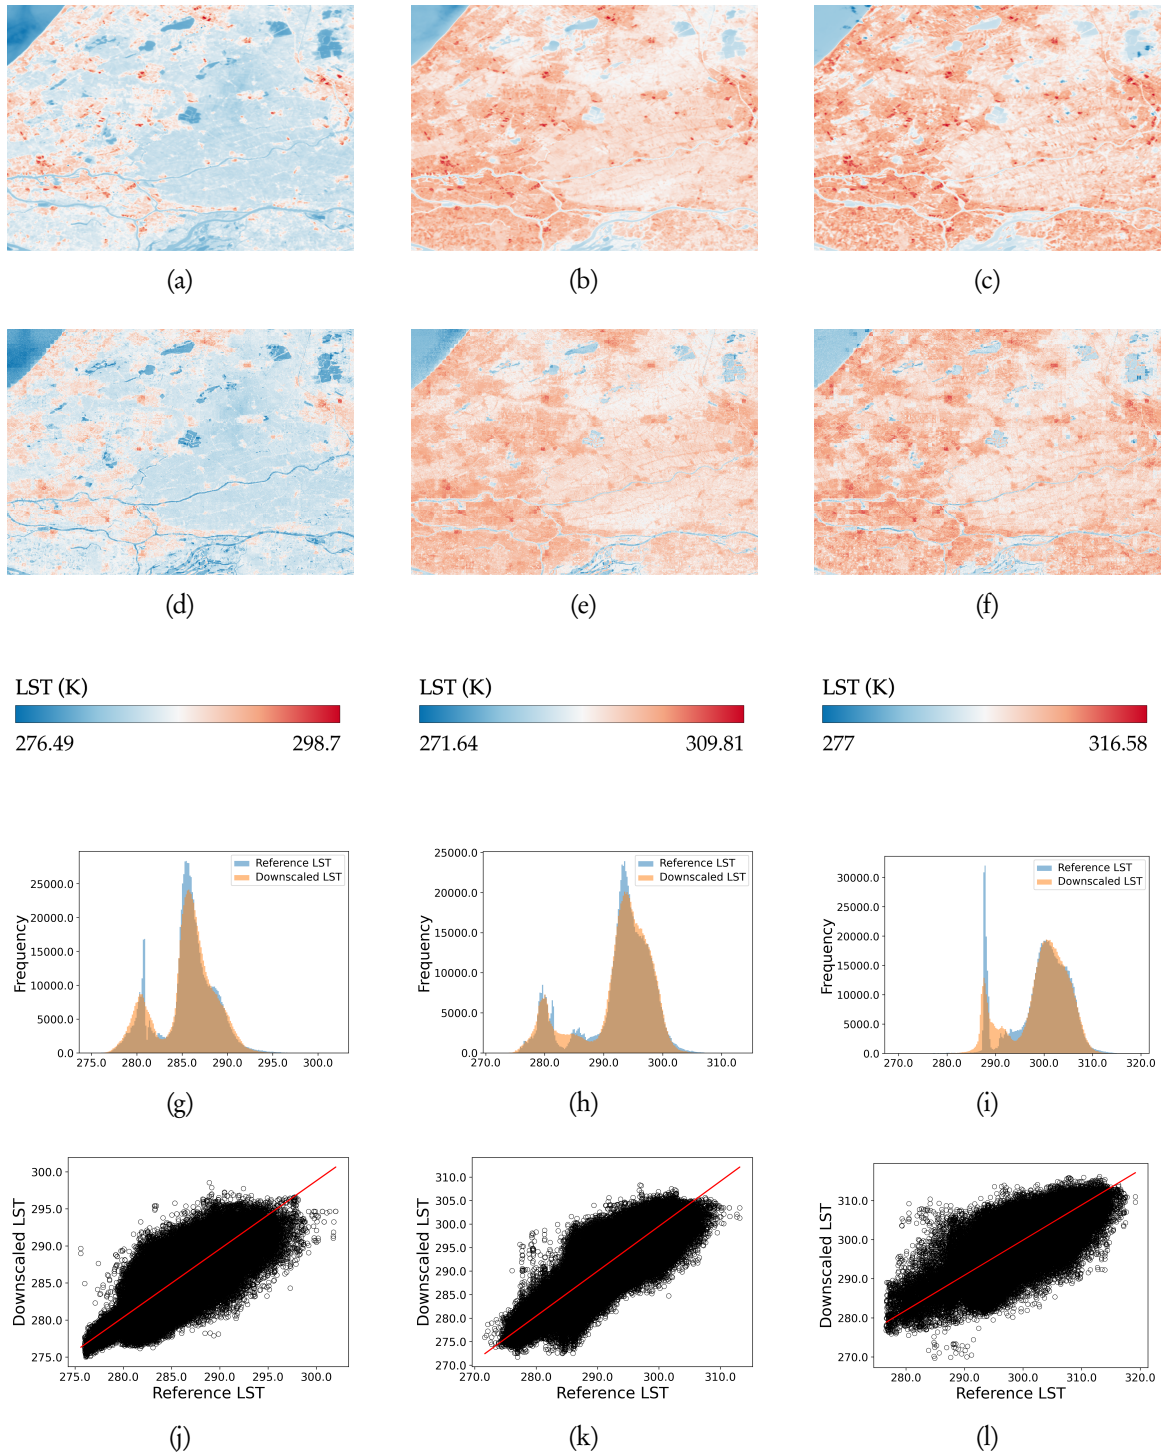 (a) (b) (c)
(d) (e) (f)
LST (K) LST (K) LST (K)
276.49 298.7 271.64 309.81 277 316.58
Reference LST
Downscaled LST
25000.0
20000.0
15000.0
10000.0
5000.0
0.0
Frequency
275.0 280.0 285.0 290.0 295.0 300.0
(g)
Reference LST
Downscaled LST
25000.0
20000.0
15000.0
10000.0
5000.0
0.0
Frequency
270.0 280.0 290.0 300.0 310.0
(h)
Reference LST
Downscaled LST
30000.0
25000.0
20000.0
15000.0
10000.0
5000.0
0.0
Frequency
270.0 280.0 290.0 300.0 310.0 320.0
(i)
300.0
295.0
290.0
285.0
280.0
275.0
Downscaled LST
275.0 280.0 285.0 290.0 295.0 300.0
Reference LST
(j)
310.0
305.0
300.0
295.0
290.0
285.0
280.0
275.0
270.0
Downscaled LST
270.0 280.0 290.0 300.0 310.0
Reference LST
(k)
310.0
300.0
290.0
280.0
270.0
Downscaled LST
280.0 290.0 300.0 310.0 320.0
Reference LST
(l)